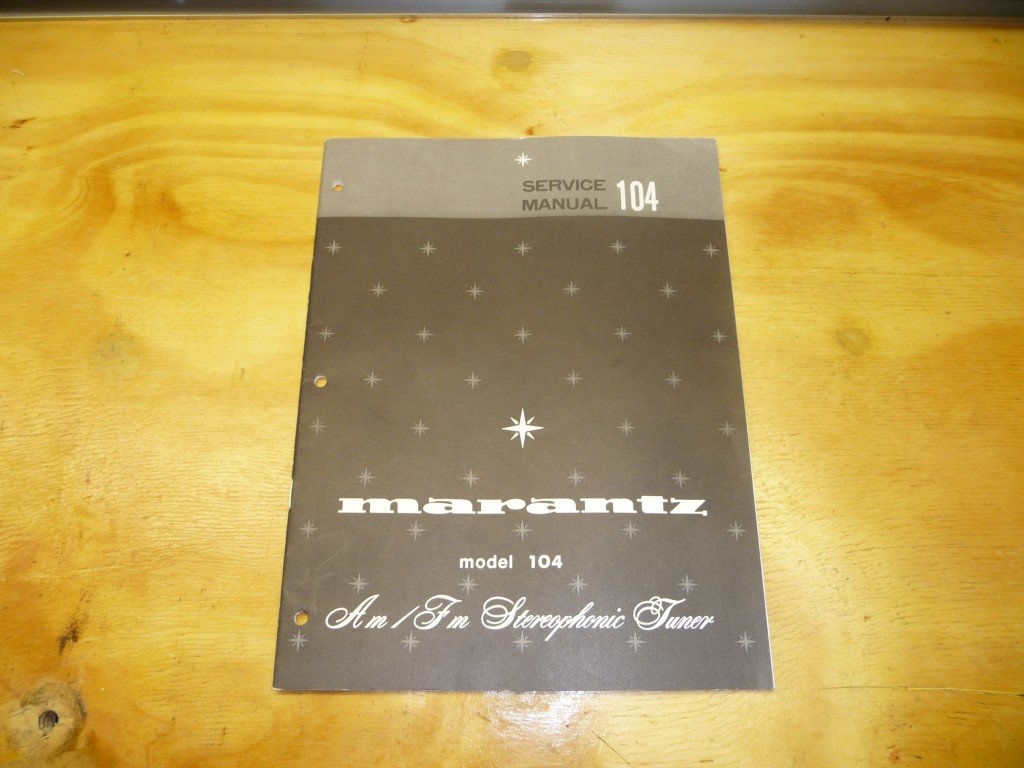 SERVICE
MANUAL 104
marantz
model 104
Am/Fm Stereophonic Tuner